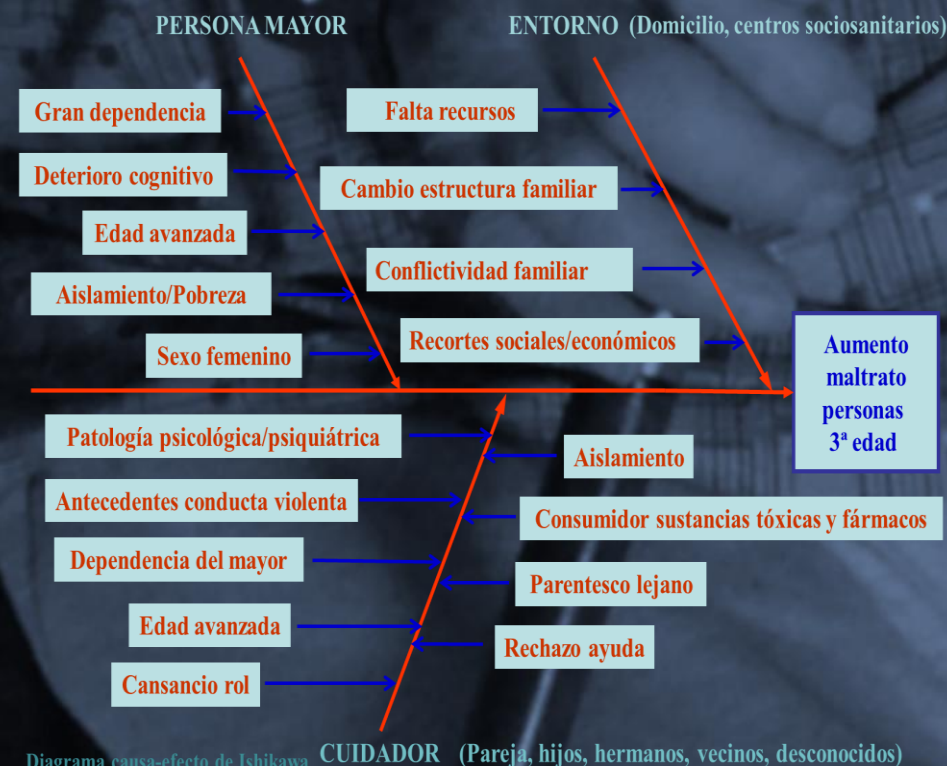 PERSONA MAYOR
ENTORNO (Domicilio, centros sociosanitarios)
Gran dependencia
Deterioro cognitivo
Edad avanzada
Aislamiento/Pobreza
Sexo femenino
Falta recursos
Cambio estructura familiar
Conflictividad familiar
Recortes sociales/económicos
Aumento
maltrato
personas
3ª edad
Patología psicológica/psiquiátrica
Antecedentes conducta violenta
Dependencia del mayor
Edad avanzada
Cansancio rol
Aislamiento
Consumidor sustancias tóxicas y fármacos
Parentesco lejano
Rechazo ayuda
Diagrama causa-efecto de Ishikawa
CUIDADOR (Pareja, hijos, hermanos, vecinos, desconocidos)